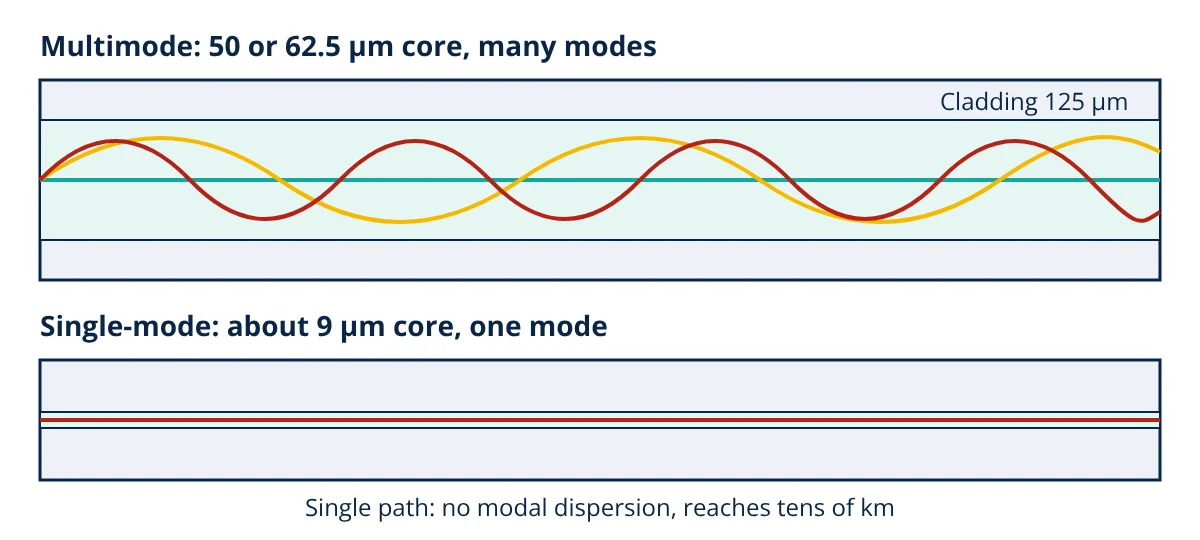 Multimode: 50 or 62.5 µm core, many modes
Cladding 125 µm
Single-mode: about 9 µm core, one mode
Single path: no modal dispersion, reaches tens of km